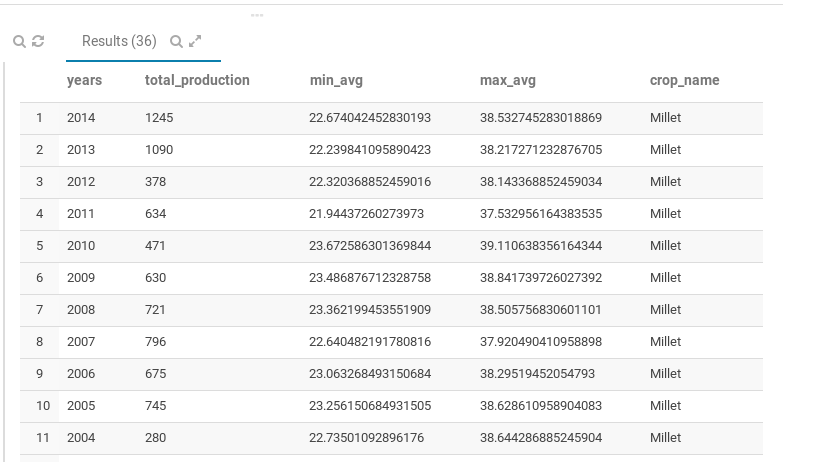 Results (36)
years total_production min_avg max_avg crop_name
1 2014 1245 22.674042452830193 38.532745283018869 Millet
2 2013 1090 22.239841095890423 38.217271232876705 Millet
3 2012 378 22.320368852459016 38.143368852459034 Millet
4 2011 634 21.94437260273973 37.532956164383535 Millet
5 2010 471 23.672586301369844 39.110638356164344 Millet
6 2009 630 23.486876712328758 38.841739726027392 Millet
7 2008 721 23.362199453551909 38.505756830601101 Millet
8 2007 796 22.640482191780816 37.920490410958898 Millet
9 2006 675 23.063268493150684 38.29519452054793 Millet
10 2005 745 23.256150684931505 38.628610958904083 Millet
11 2004 280 22.73501092896176 38.644286885245904 Millet